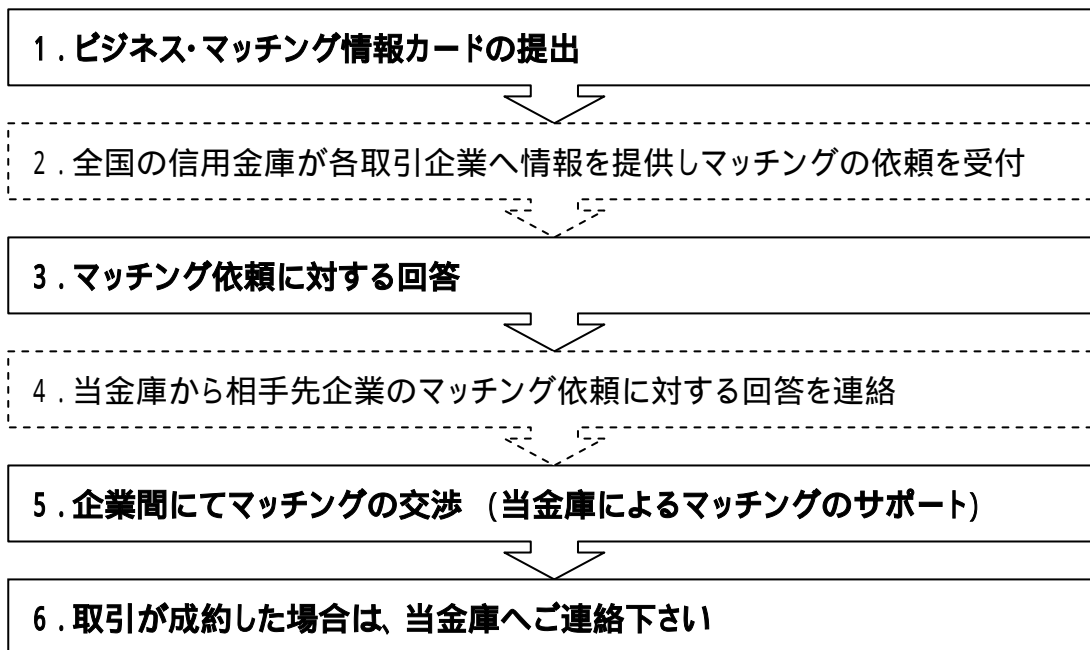 1．ビジネス・マッチング情報カードの提出
2．全国の信用金庫が各取引企業へ情報を提供しマッチングの依頼を受付
3．マッチング依頼に対する回答
4．当金庫から相手先企業のマッチング依頼に対する回答を連絡
5．企業間にてマッチングの交渉 (当金庫によるマッチングのサポート)
6．取引が成約した場合は、当金庫へご連絡下さい